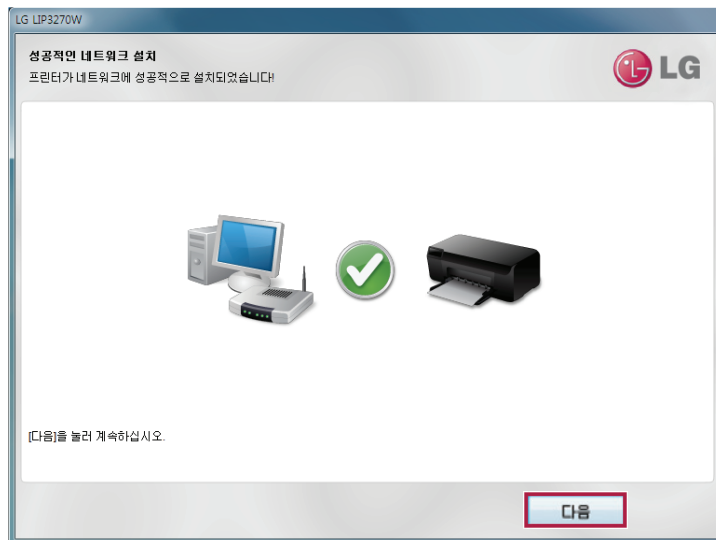 LG LIP3270W
성공적인 네트워크 설치
프린터가 네트워크에 성공적으로 설치되었습니다!
LG
[다음]을 눌러 계속하십시오.
다음